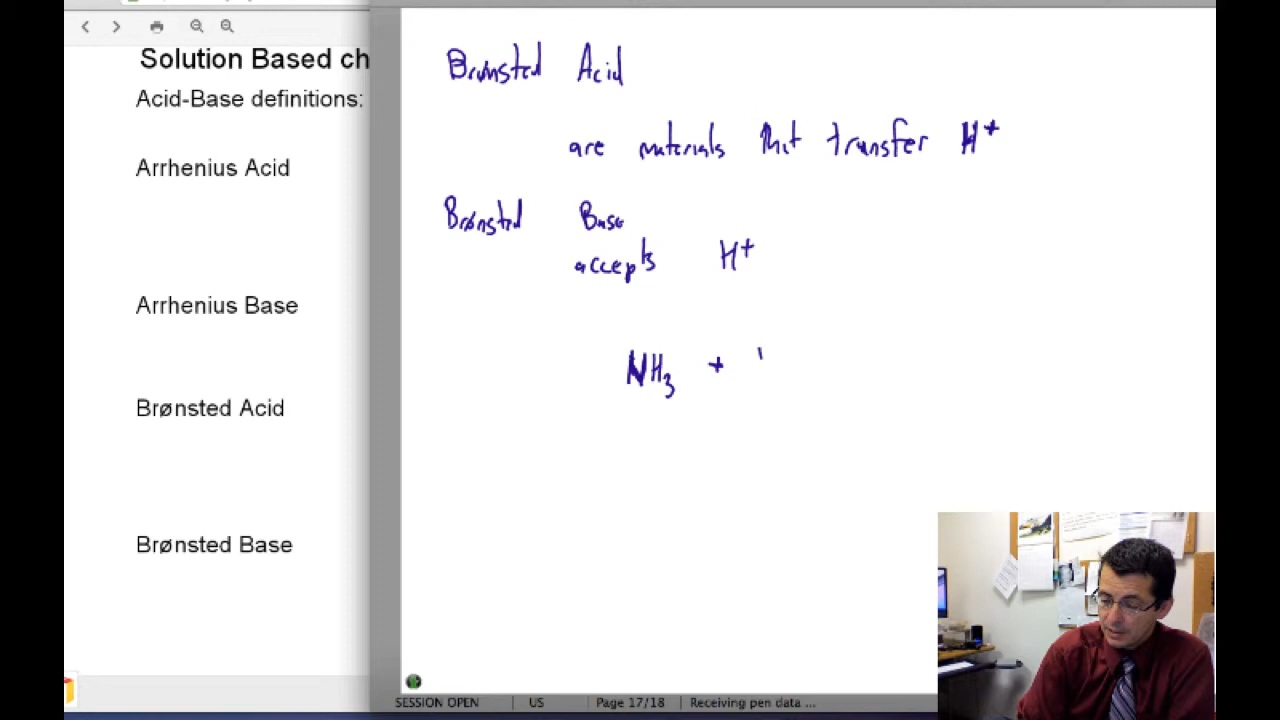 Solution Based ch
Acid-Base definitions:
Arrhenius Acid
Arrhenius Base
Brønsted Acid
Brønsted Base
Brønsted Acid
are materials that transfer H+
Brønsted Base
accepts H+
NH3 +
SESSION OPEN US Page 17/18 Receiving pen data ...